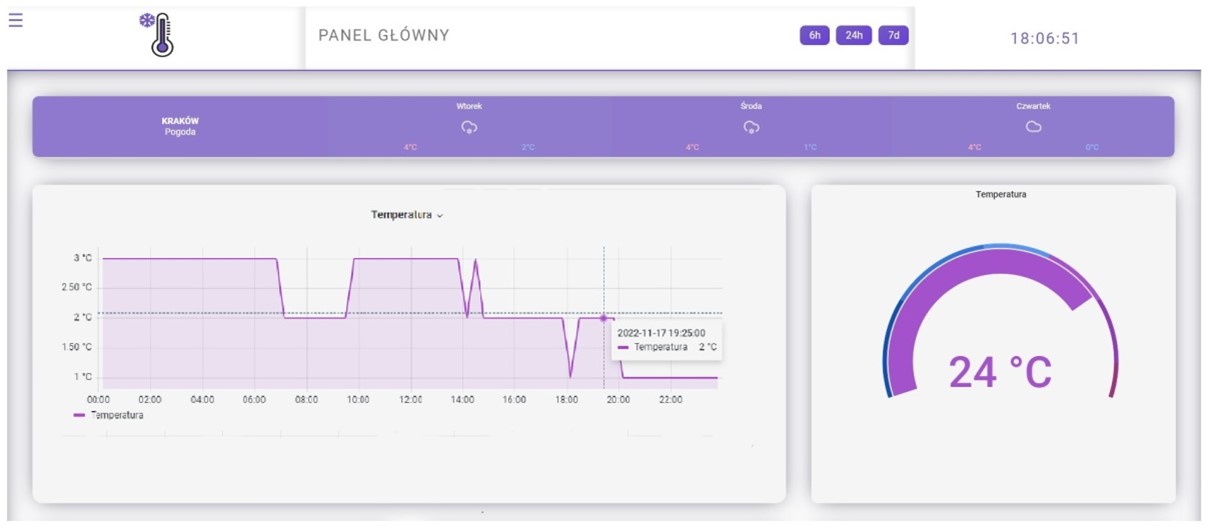 PANEL GŁÓWNY
6h 24h 7d
18:06:51
KRAKÓW
Pogoda
Wtorek
4°C 2°C
Środa
4°C 1°C
Czwartek
4°C 0°C
Temperatura
3 °C
2.50 °C
2 °C
1.50 °C
1 °C
00:00 02:00 04:00 06:00 08:00 10:00 12:00 14:00 16:00 18:00 20:00 22:00
Temperatura
2022-11-17 19:25:00
Temperatura 2 °C
Temperatura
24 °C